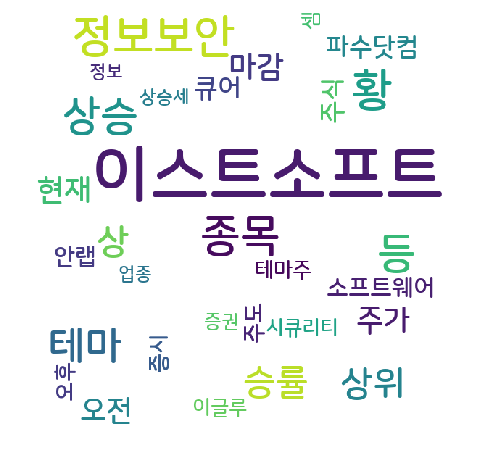 셈
정보보안
파수닷컴
마감
정보
큐어
황
주식
상승세
상승
이스트소프트
현재
종목
상
등
안랩
업종
테마주
소프트웨어
증권
주도
시큐리티
주가
테마
증시
오후
승률
상위
오전
이글루